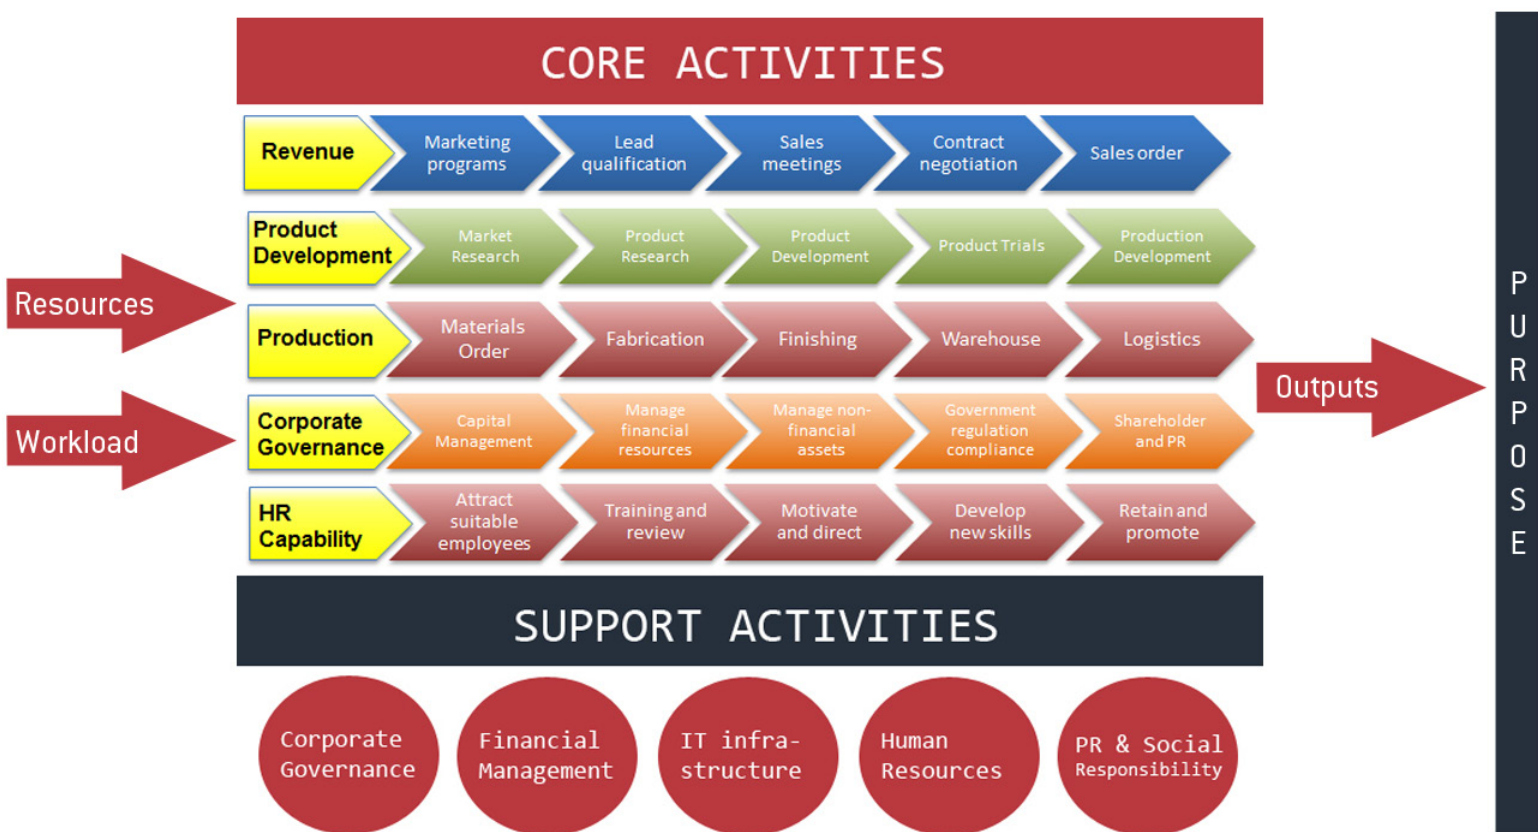 CORE ACTIVITIES
Revenue
Marketing
programs
Lead
qualification
Sales
meetings
Contract
negotiation
Sales order
Product
Development
Market
Research
Product
Research
Product
Development
Product Trials
Production
Development
Resources
Production
Materials
Order
Fabrication
Finishing
Warehouse
Logistics
Workload
Corporate
Governance
Capital
Management
Manage
financial
resources
Manage non-
financial
assets
Government
regulation
compliance
Shareholder
and PR
HR
Capability
Attract
suitable
employees
Training and
review
Motivate
and direct
Develop
new skills
Retain and
promote
Outputs
PURPOSE
SUPPORT ACTIVITIES
Corporate
Governance
Financial
Management
IT infra-
structure
Human
Resources
PR & Social
Responsibility